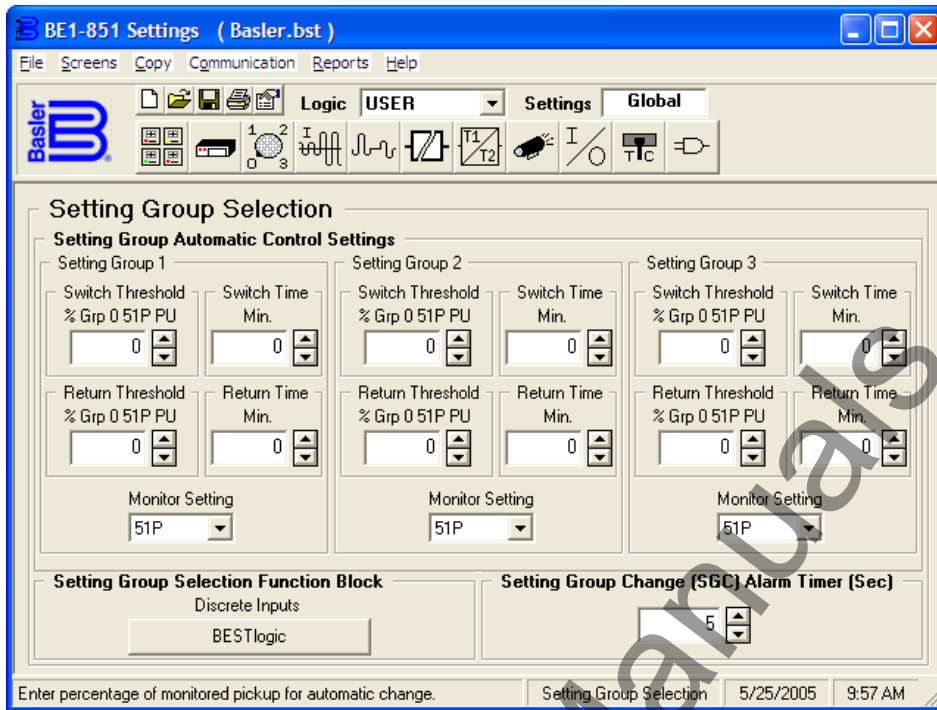 BE1-851 Settings ( Basler.bst )
File Screens Copy Communication Reports Help
Basler
Logic USER Settings Global
1 2 0 3 I T1 T2 I O T C
Setting Group Selection
Setting Group Automatic Control Settings
Setting Group 1 Setting Group 2 Setting Group 3
Switch Threshold Switch Time Switch Threshold Switch Time Switch Threshold Switch Time
% Grp 0 51P PU Min. % Grp 0 51P PU Min. % Grp 0 51P PU Min.
0 0 0 0 0 0
Return Threshold Return Time Return Threshold Return Time Return Threshold Return Time
% Grp 0 51P PU Min. % Grp 0 51P PU Min. % Grp 0 51P PU Min.
0 0 0 0 0 0
Monitor Setting Monitor Setting Monitor Setting
51P 51P 51P
Setting Group Selection Function Block Setting Group Change (SGC) Alarm Timer (Sec)
Discrete Inputs
BESTlogic 5
Enter percentage of monitored pickup for automatic change. Setting Group Selection 5/25/2005 9:57 AM
Manuals